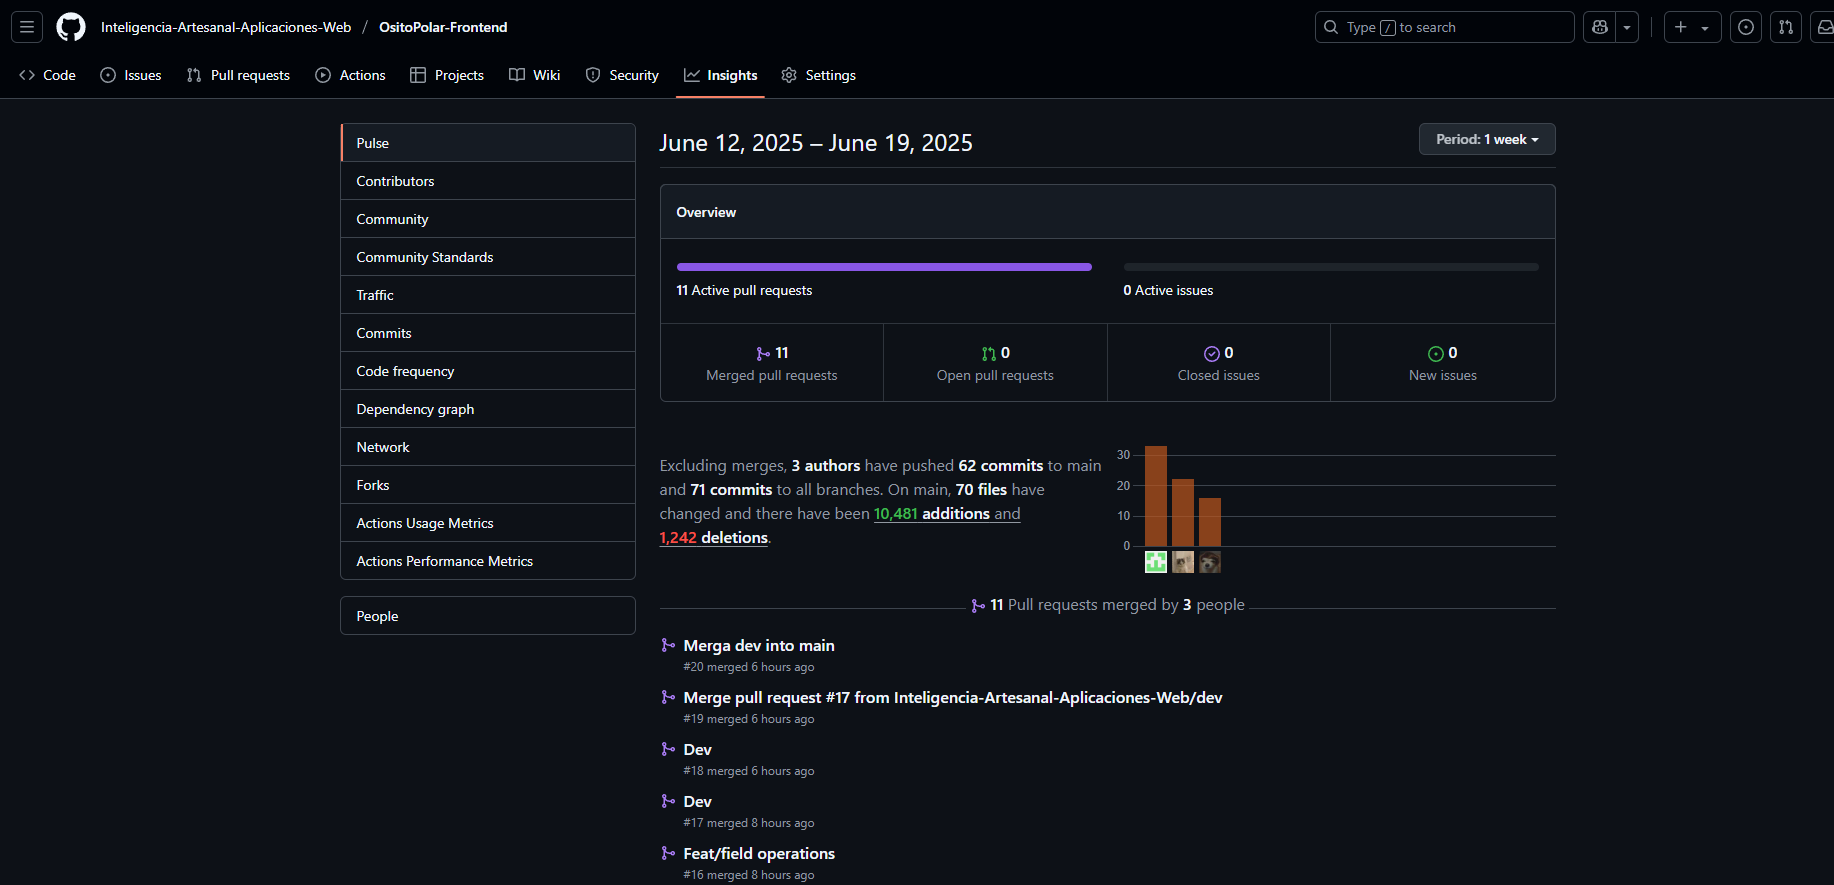 Inteligencia-Artesanal-Aplicaciones-Web / OsitoPolar-Frontend
Type / to search
Code
Issues
Pull requests
Actions
Projects
Wiki
Security
Insights
Settings
Pulse
Contributors
Community
Community Standards
Traffic
Commits
Code frequency
Dependency graph
Network
Forks
Actions Usage Metrics
Actions Performance Metrics
People
June 12, 2025 – June 19, 2025
Period: 1 week
Overview
11 Active pull requests
0 Active issues
11
Merged pull requests
0
Open pull requests
0
Closed issues
0
New issues
Excluding merges, 3 authors have pushed 62 commits to main
and 71 commits to all branches. On main, 70 files have
changed and there have been 10,481 additions and
1,242 deletions.
30
20
10
0
11 Pull requests merged by 3 people
Merga dev into main
#20 merged 6 hours ago
Merge pull request #17 from Inteligencia-Artesanal-Aplicaciones-Web/dev
#19 merged 6 hours ago
Dev
#18 merged 6 hours ago
Dev
#17 merged 8 hours ago
Feat/field operations
#16 merged 8 hours ago